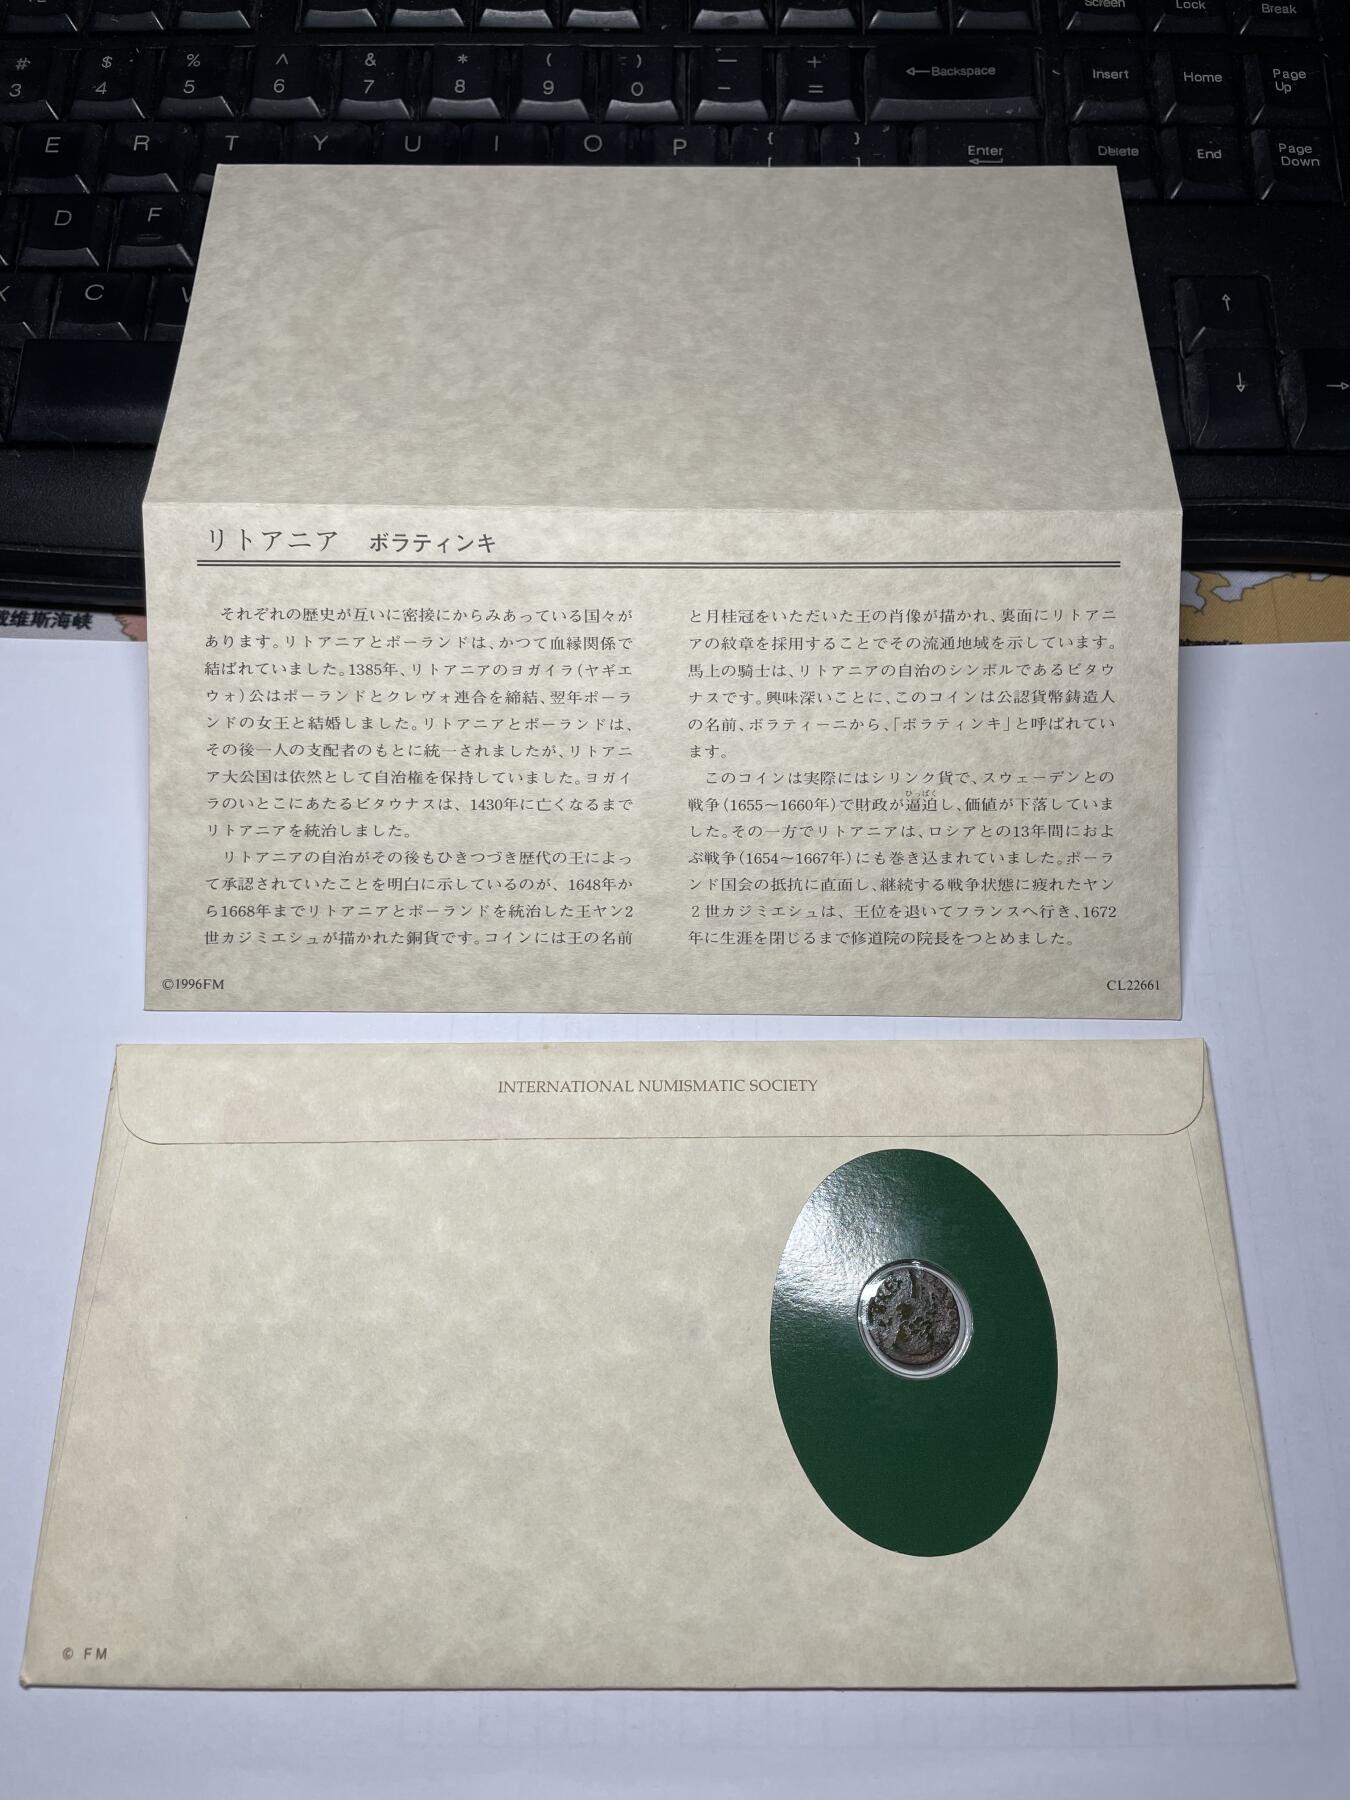 Screen
Lock
Break
# $ % ^ & * ( ) — +
3 4 5 6 7 8 9 0 - =
←Backspace
Insert
Home
Page Up
E R T Y U I O P { }
[ ]
Enter
Delete
End
Page Down
D F
C
↑
↓
→
维斯海峡
リトアニア ボラティンキ
それぞれの歴史が互いに密接にからみあっている国々が
あります。リトアニアとポーランドは、かつて血縁関係で
結ばれていました。1385年、リトアニアのヨガイラ(ヤギエ
ウォ)公はポーランドとクレヴォ連合を締結、翌年ポーラ
ンドの女王と結婚しました。リトアニアとポーランドは、
その後一人の支配者のもとに統一されましたが、リトアニ
ア大公国は依然として自治権を保持していました。ヨガイ
ラのいとこにあたるビタウナスは、1430年に亡くなるまで
リトアニアを統治しました。
リトアニアの自治がその後もひきつづき歴代の王によっ
て承認されていたことを明白に示しているのが、1648年か
ら1668年までリトアニアとポーランドを統治した王ヤン2
世カジミエシュが描かれた銅貨です。コインには王の名前
と月桂冠をいただいた王の肖像が描かれ、裏面にリトアニ
アの紋章を採用することでその流通地域を示しています。
馬上の騎士は、リトアニアの自治のシンボルであるビタウ
ナスです。興味深いことに、このコインは公認貨幣鋳造人
の名前、ボラティーニから、「ボラティンキ」と呼ばれてい
ます。
このコインは実際にはシリンク貨で、スウェーデンとの
ひっぱく
戦争(1655〜1660年)で財政が逼迫し、価値が下落していま
した。その一方でリトアニアは、ロシアとの13年間におよ
ぶ戦争(1654〜1667年)にも巻き込まれていました。ポーラ
ンド国会の抵抗に直面し、継続する戦争状態に疲れたヤン
2世カジミエシュは、王位を退いてフランスへ行き、1672
年に生涯を閉じるまで修道院の院長をつとめました。
©1996FM
CL22661
INTERNATIONAL NUMISMATIC SOCIETY
© FM